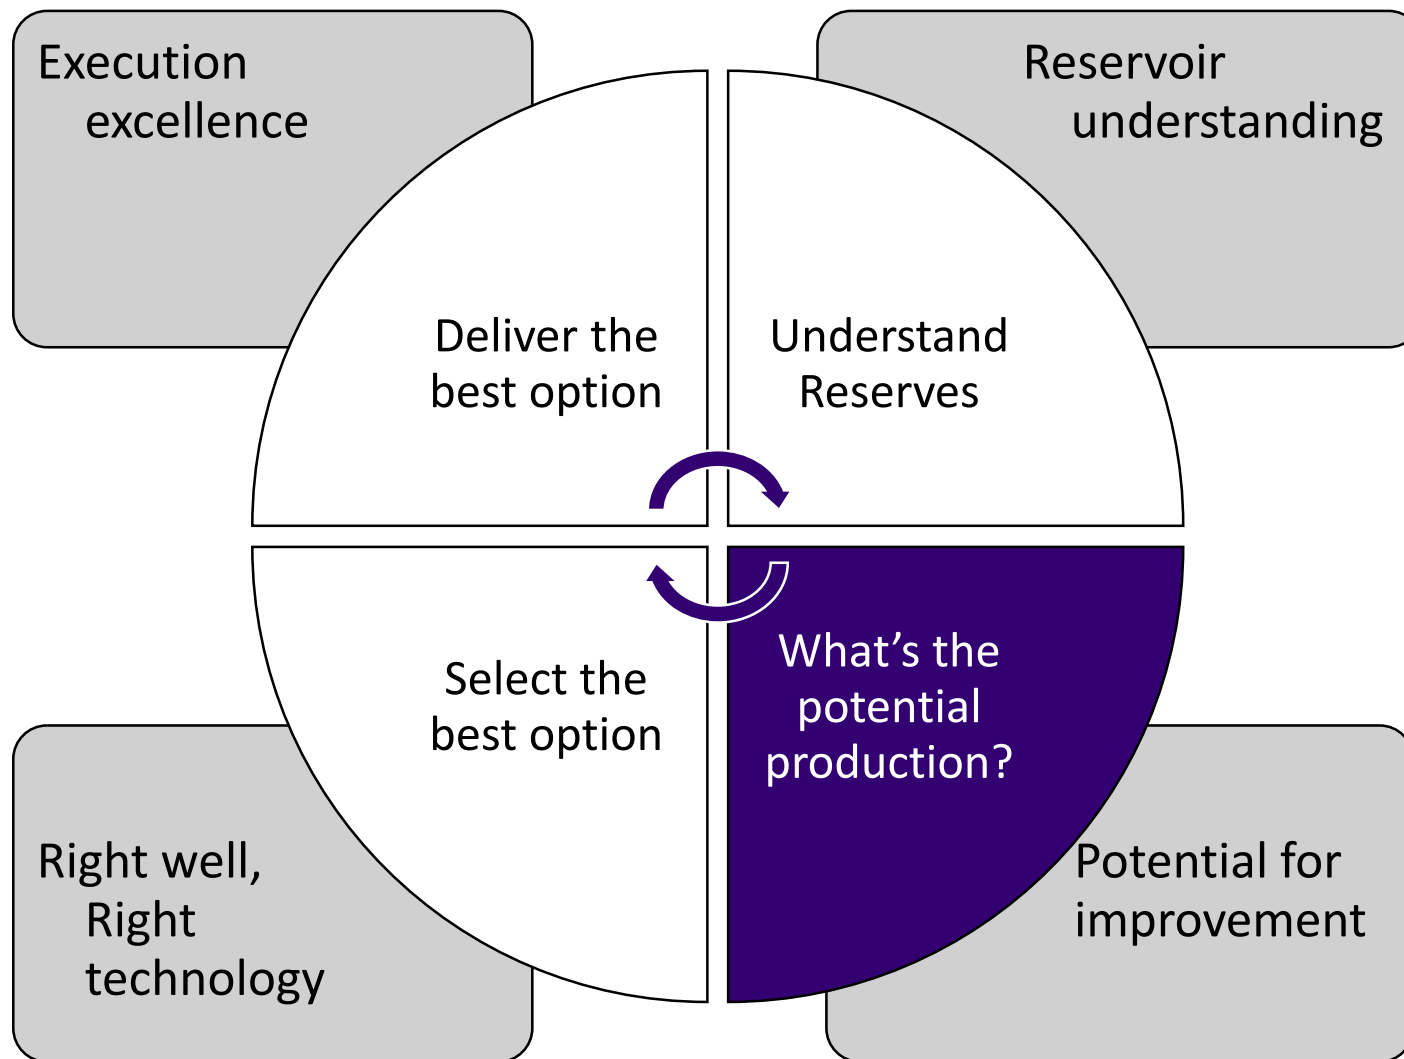 Execution
excellence
Reservoir
understanding
Deliver the
best option
Understand
Reserves
Select the
best option
What’s the
potential
production?
Right well,
Right
technology
Potential for
improvement